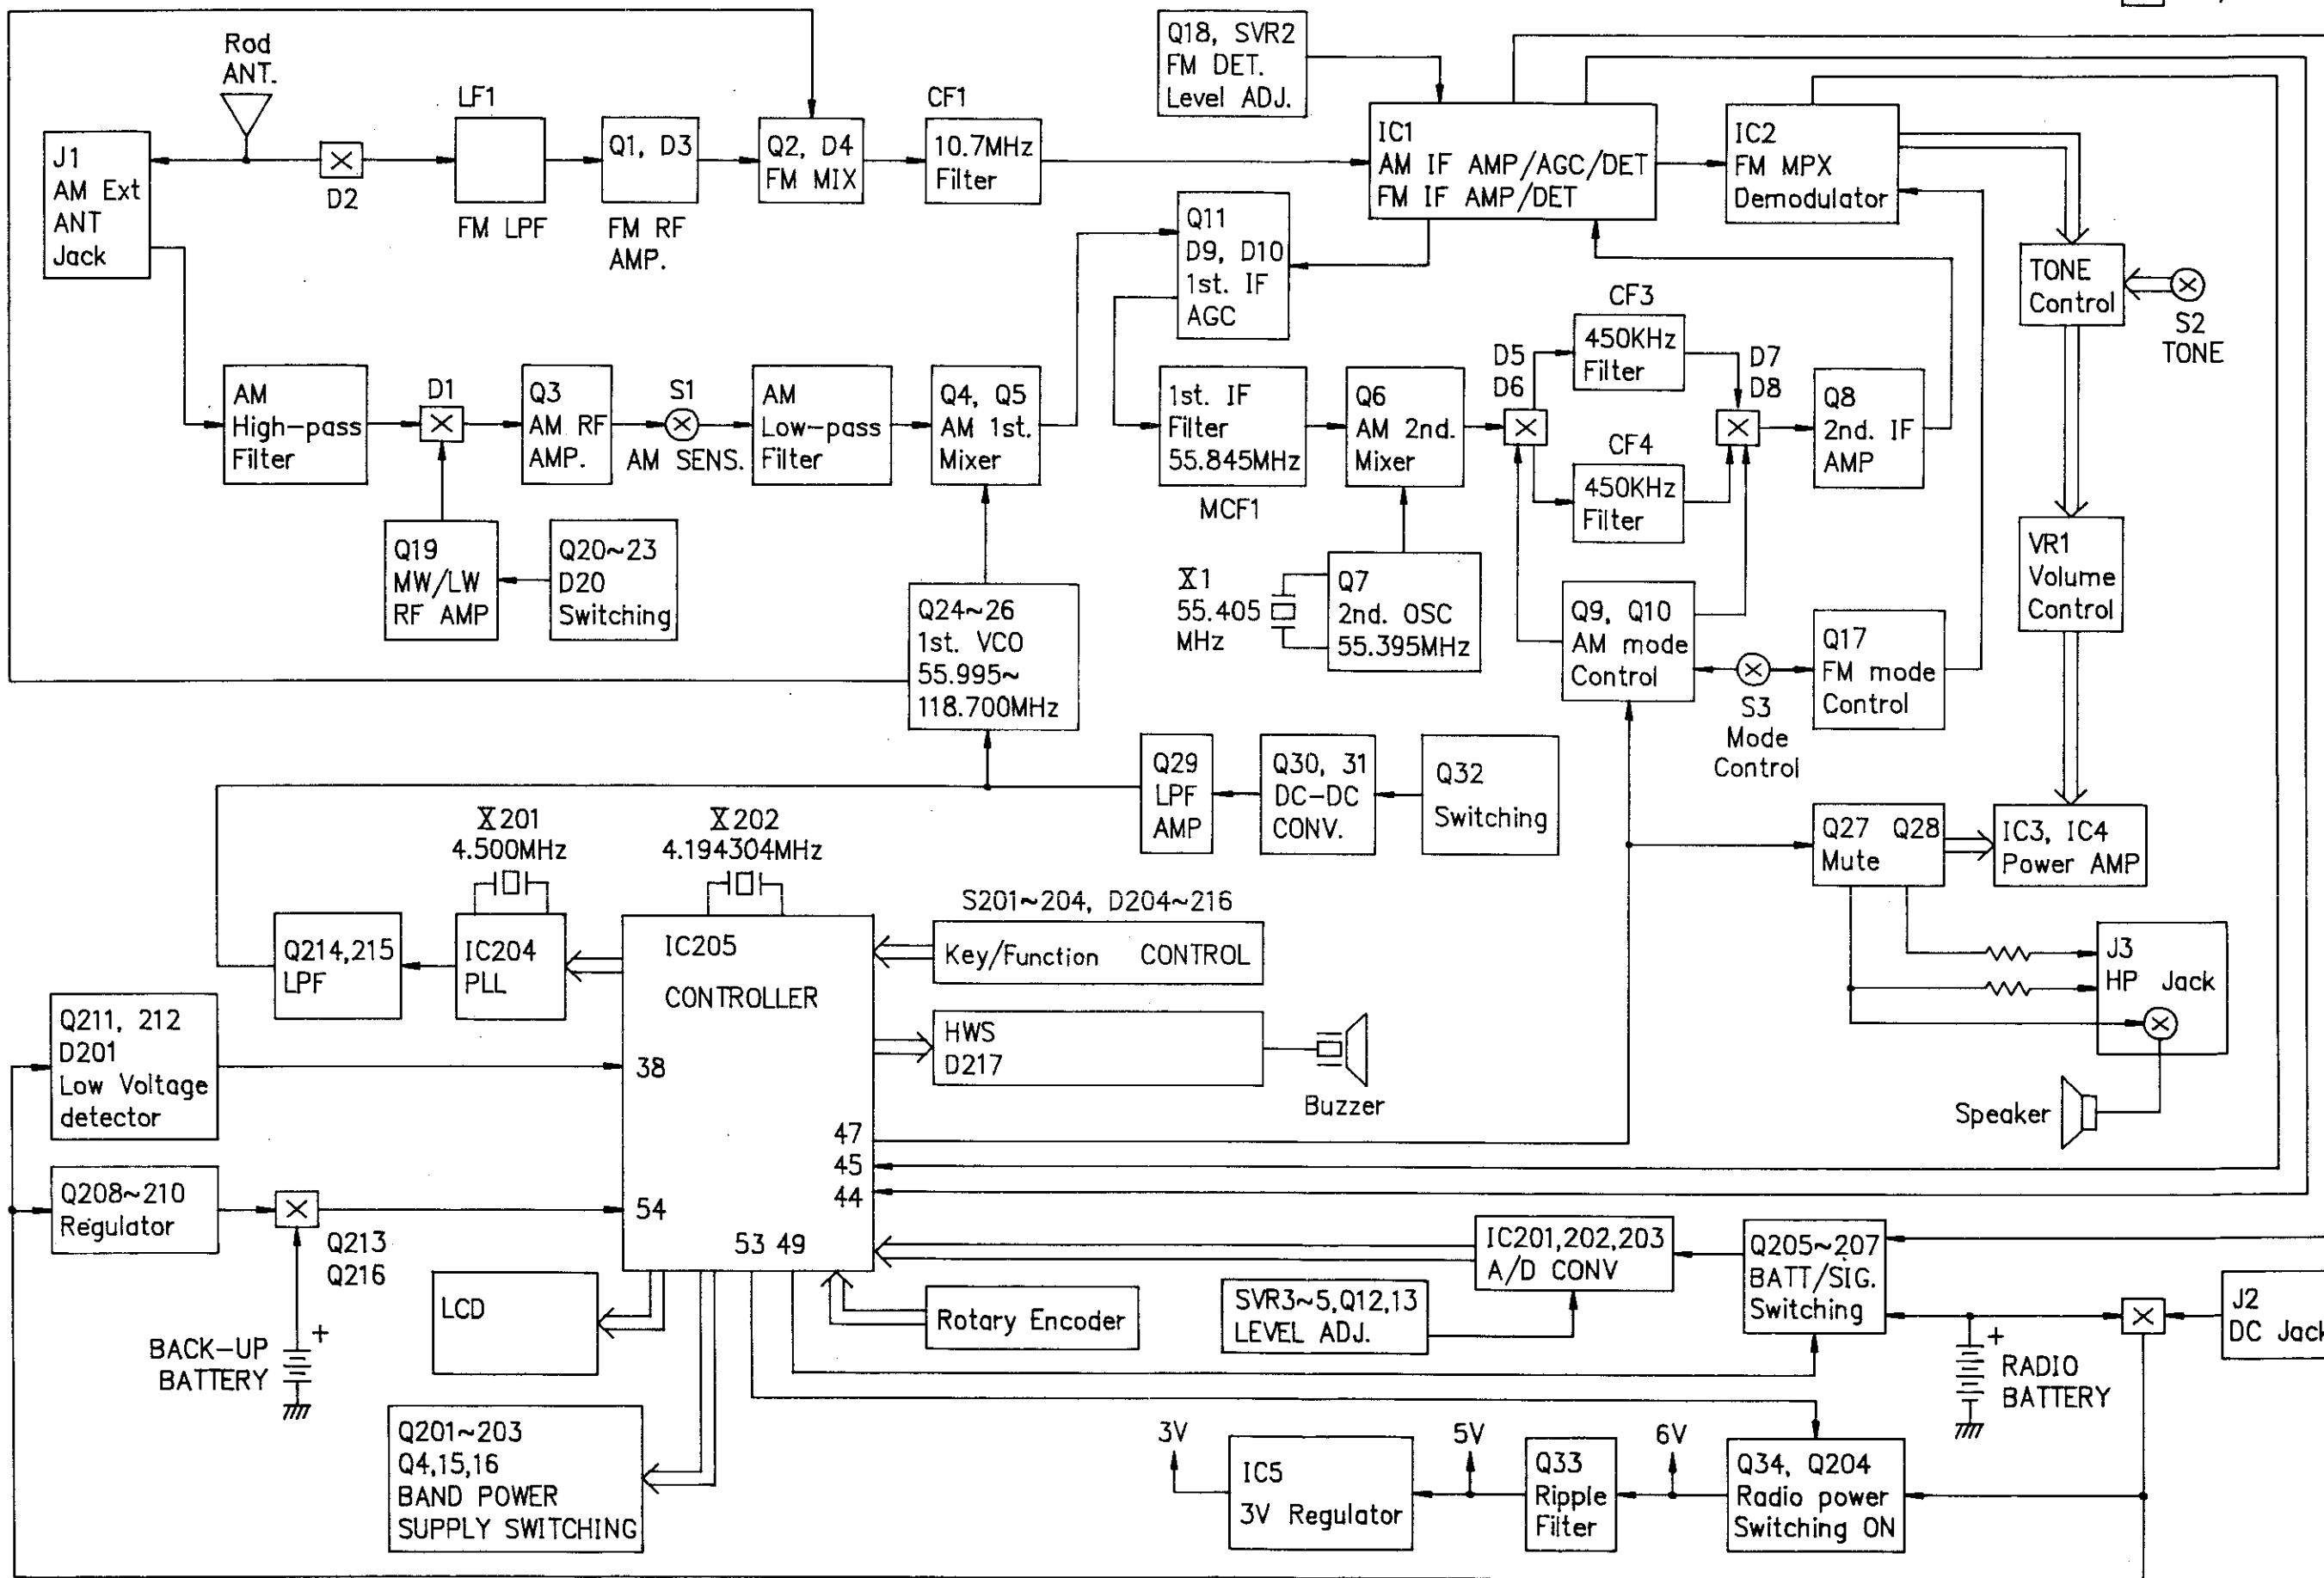 Rod
ANT.
J1
AM Ext
ANT
Jack
D2
LF1
FM LPF
Q1, D3
FM RF
AMP.
Q2, D4
FM MIX
CF1
10.7MHz
Filter
Q18, SVR2
FM DET.
Level ADJ.
IC1
AM IF AMP/AGC/DET
FM IF AMP/DET
IC2
FM MPX
Demodulator
Q11
D9, D10
1st. IF
AGC
TONE
Control
S2
TONE
AM
High-pass
Filter
D1
Q3
AM RF
AMP.
S1
AM SENS.
AM
Low-pass
Filter
Q4, Q5
AM 1st.
Mixer
1st. IF
Filter
55.845MHz
MCF1
Q6
AM 2nd.
Mixer
D5
D6
CF3
450KHz
Filter
CF4
450KHz
Filter
D7
D8
Q8
2nd. IF
AMP
Q19
MW/LW
RF AMP
Q20~23
D20
Switching
Q24~26
1st. VCO
55.995~
118.700MHz
X1
55.405
MHz
Q7
2nd. OSC
55.395MHz
Q9, Q10
AM mode
Control
S3
Mode
Control
Q17
FM mode
Control
VR1
Volume
Control
Q29
LPF
AMP
Q30, 31
DC-DC
CONV.
Q32
Switching
Q27 Q28
Mute
IC3, IC4
Power AMP
X201
4.500MHz
X202
4.194304MHz
Q214,215
LPF
IC204
PLL
IC205
CONTROLLER
S201~204, D204~216
Key/Function CONTROL
HWS
D217
Buzzer
J3
HP Jack
Speaker
Q211, 212
D201
Low Voltage
detector
38
47
45
44
54
53 49
Q208~210
Regulator
Q213
Q216
BACK-UP
BATTERY
+
LCD
Rotary Encoder
IC201,202,203
A/D CONV
SVR3~5,Q12,13
LEVEL ADJ.
Q205~207
BATT/SIG.
Switching
+
RADIO
BATTERY
J2
DC Jack
Q201~203
Q4,15,16
BAND POWER
SUPPLY SWITCHING
3V
IC5
3V Regulator
5V
Q33
Ripple
Filter
6V
Q34, Q204
Radio power
Switching ON